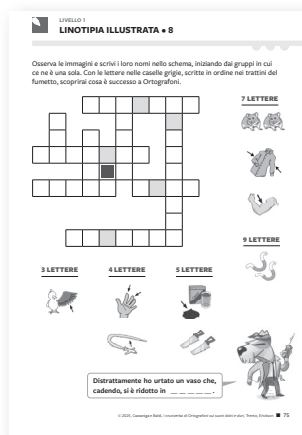 LIVELLO 1
LINOTIPIA ILLUSTRATA • 8
Osserva le immagini e scrivi i loro nomi nello schema, iniziando dai gruppi in cui
ce ne è una sola. Con le lettere nelle caselle grigie, scritte in ordine nei trattini del
fumetto, scoprirai cosa è successo a Ortografoni.
7 LETTERE
9 LETTERE
3 LETTERE
4 LETTERE
5 LETTERE
Distrattamente ho urtato un vaso che,
cadendo, si è ridotto in _ _ _ _ _ .
75